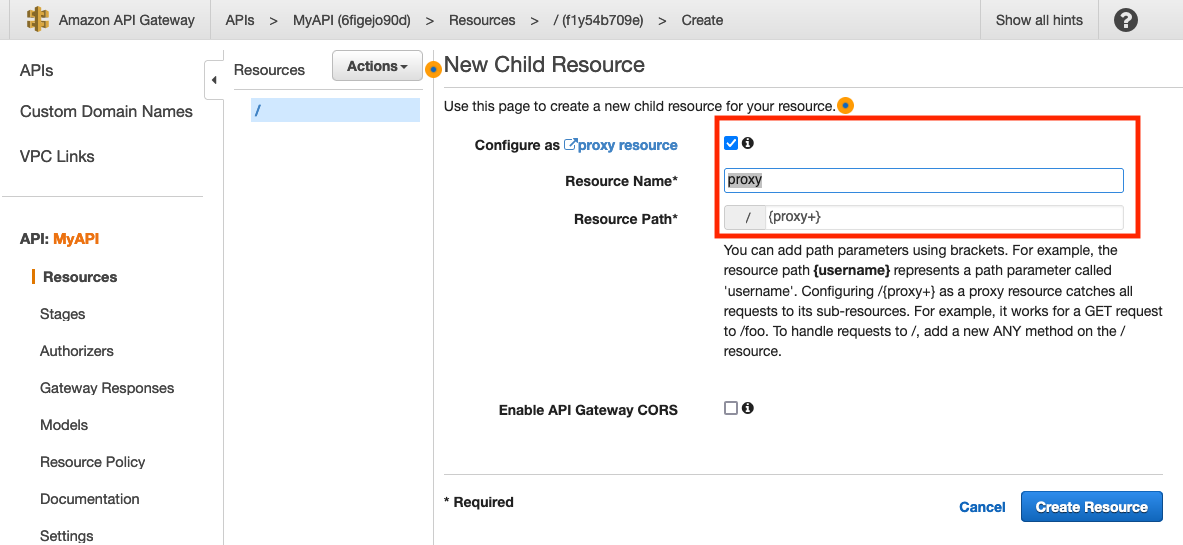 Amazon API Gateway
APIs > MyAPI (6figejo90d) > Resources > / (f1y54b709e) > Create
Show all hints
?
APIs
Custom Domain Names
VPC Links
API: MyAPI
Resources
Stages
Authorizers
Gateway Responses
Models
Resource Policy
Documentation
Settings
Resources
Actions
/
New Child Resource
Use this page to create a new child resource for your resource.
Configure as proxy resource
Resource Name*
proxy
Resource Path*
/ {proxy+}
You can add path parameters using brackets. For example, the
resource path {username} represents a path parameter called
'username'. Configuring /{proxy+} as a proxy resource catches all
requests to its sub-resources. For example, it works for a GET request
to /foo. To handle requests to /, add a new ANY method on the /
resource.
Enable API Gateway CORS
* Required
Cancel
Create Resource